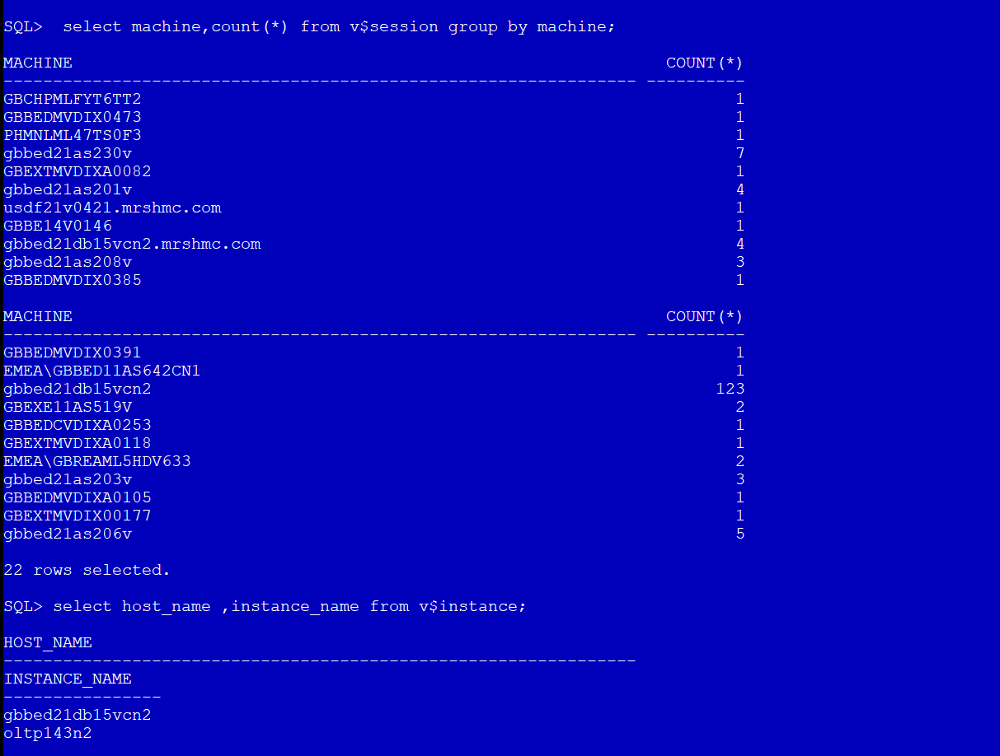 SQL>  select machine,count(*) from v$session group by machine;
MACHINE                                                            COUNT(*)
---------------------------------------------------------------- ----------
GBCHPMLFYT6TT2                                                            1
GBBEDMVDIX0473                                                            1
PHMNLML47TS0F3                                                            1
gbbed21as230v                                                             7
GBEXTMVDIXA0082                                                           1
gbbed21as201v                                                             4
usdf21v0421.mrshmc.com                                                    1
GBBE14V0146                                                               1
gbbed21db15vcn2.mrshmc.com                                                4
gbbed21as208v                                                             3
GBBEDMVDIX0385                                                            1
MACHINE                                                            COUNT(*)
---------------------------------------------------------------- ----------
GBBEDMVDIX0391                                                            1
EMEA\GBBED11AS642CN1                                                      1
gbbed21db15vcn2                                                         123
GBEXE11AS519V                                                             2
GBBEDCVDIXA0253                                                           1
GBEXTMVDIXA0118                                                           1
EMEA\GBREAML5HDV633                                                       2
gbbed21as203v                                                             3
GBBEDMVDIXA0105                                                           1
GBEXTMVDIX00177                                                           1
gbbed21as206v                                                             5
22 rows selected.
SQL> select host_name ,instance_name from v$instance;
HOST_NAME
----------------------------------------------------------------
INSTANCE_NAME
----------------
gbbed21db15vcn2
oltp143n2